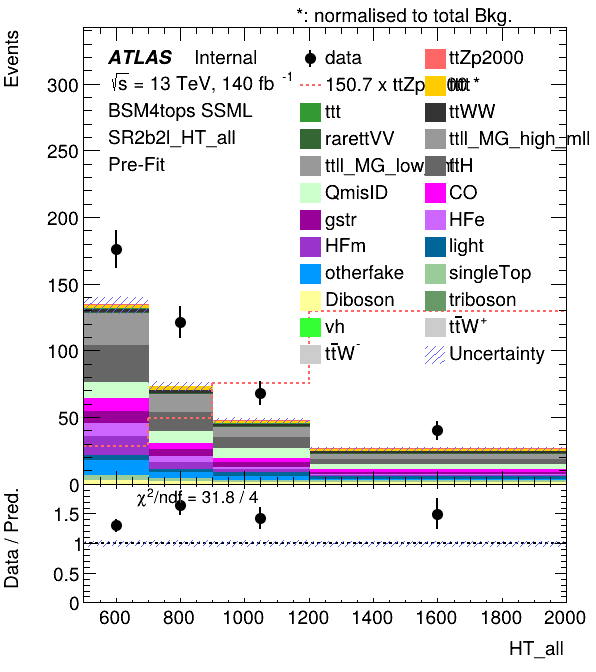 *: normalised to total Bkg.
Events
ATLAS Internal
√s = 13 TeV, 140 fb⁻¹
BSM4tops SSML
SR2b2l_HT_all
Pre-Fit
data
ttZp2000
150.7 x ttZp2000
tttt *
ttt
ttWW
rarettVV
ttll_MG_high_mll
ttll_MG_low_mll
ttH
QmisID
CO
gstr
HFe
HFm
light
otherfake
singleTop
Diboson
triboson
vh
tt̄W⁺
tt̄W⁻
Uncertainty
300
250
200
150
100
50
0
χ²/ndf = 31.8 / 4
Data / Pred.
1.5
1
0.5
0
600 800 1000 1200 1400 1600 1800 2000
HT_all